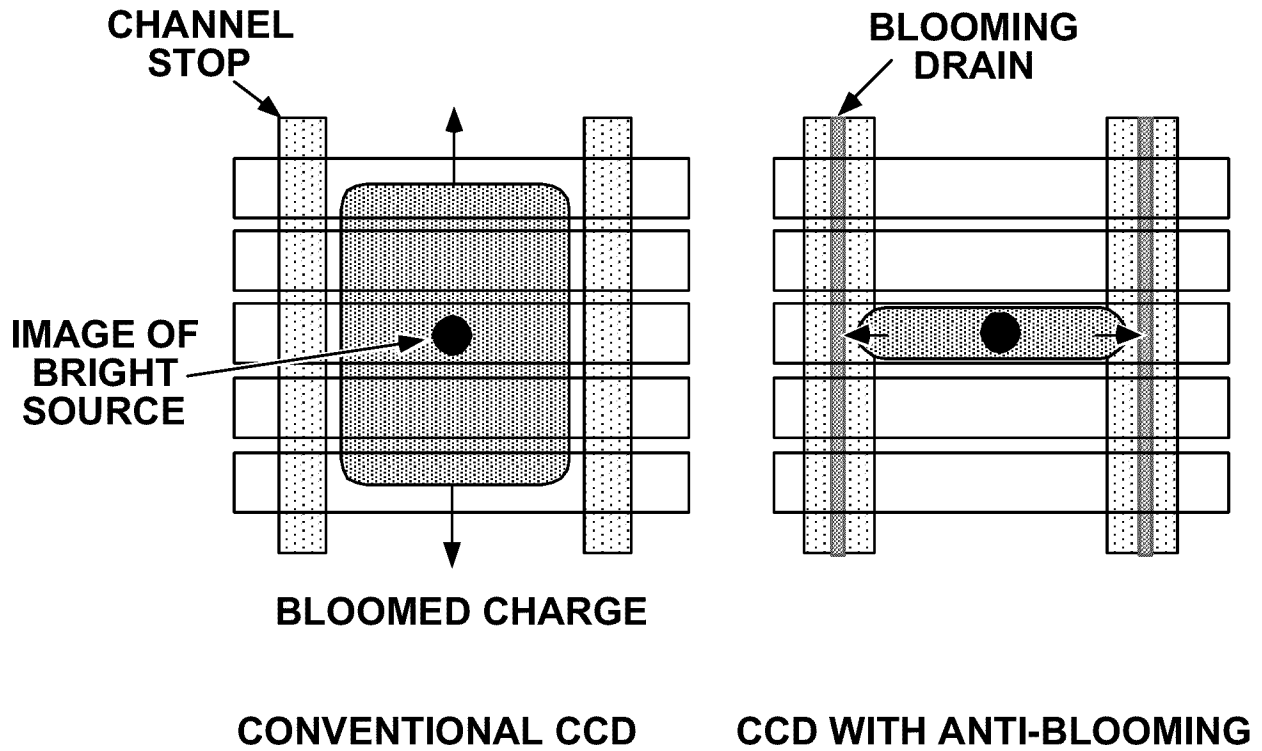 CHANNEL
STOP
BLOOMING
DRAIN
IMAGE OF
BRIGHT
SOURCE
BLOOMED CHARGE
CONVENTIONAL CCD
CCD WITH ANTI-BLOOMING